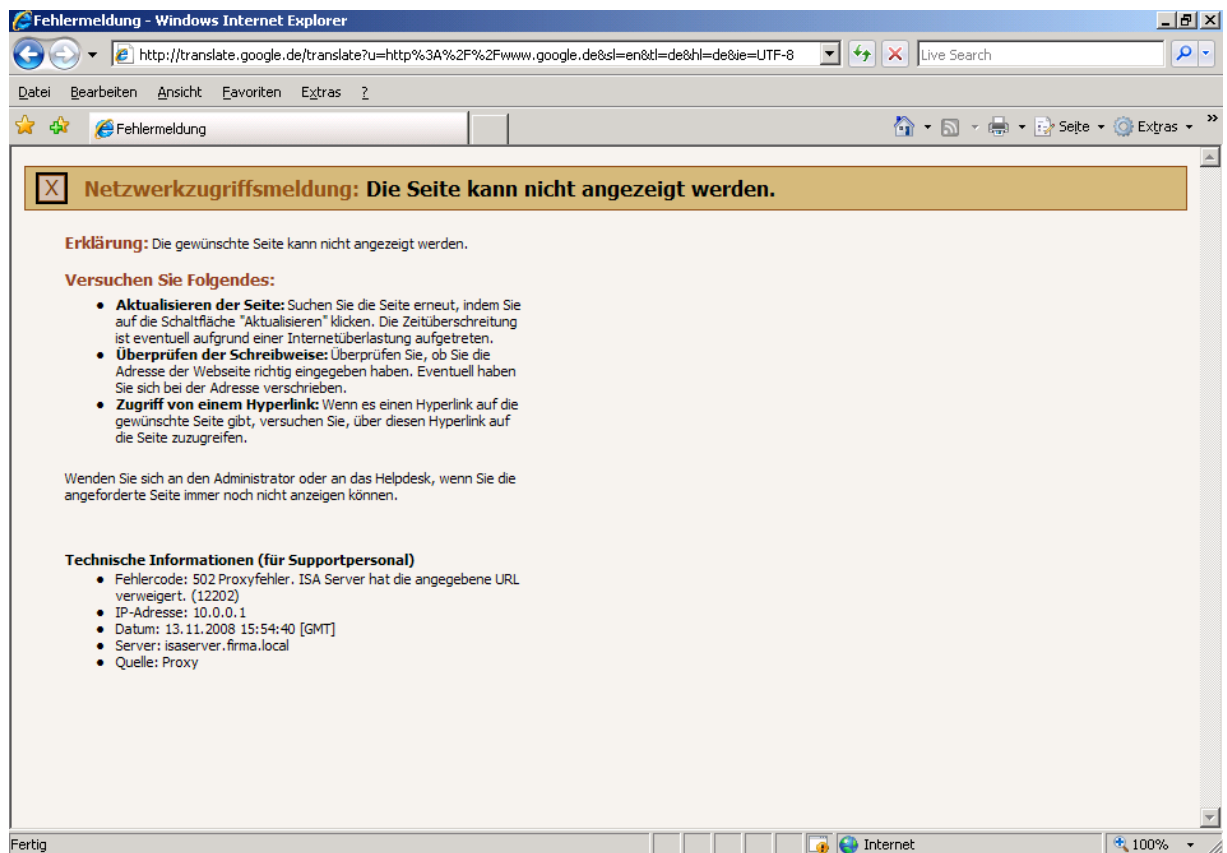 Fehlermeldung - Windows Internet Explorer
http://translate.google.de/translate?u=http%3A%2F%2Fwww.google.de&sl=en&tl=de&hl=de&ie=UTF-8
Live Search
Datei Bearbeiten Ansicht Favoriten Extras ?
Fehlermeldung
Seite Extras »
X Netzwerkzugriffsmeldung: Die Seite kann nicht angezeigt werden.
Erklärung: Die gewünschte Seite kann nicht angezeigt werden.
Versuchen Sie Folgendes:
• Aktualisieren der Seite: Suchen Sie die Seite erneut, indem Sie
auf die Schaltfläche "Aktualisieren" klicken. Die Zeitüberschreitung
ist eventuell aufgrund einer Internetüberlastung aufgetreten.
• Überprüfen der Schreibweise: Überprüfen Sie, ob Sie die
Adresse der Webseite richtig eingegeben haben. Eventuell haben
Sie sich bei der Adresse verschrieben.
• Zugriff von einem Hyperlink: Wenn es einen Hyperlink auf die
gewünschte Seite gibt, versuchen Sie, über diesen Hyperlink auf
die Seite zuzugreifen.
Wenden Sie sich an den Administrator oder an das Helpdesk, wenn Sie die
angeforderte Seite immer noch nicht anzeigen können.
Technische Informationen (für Supportpersonal)
• Fehlercode: 502 Proxyfehler. ISA Server hat die angegebene URL
verweigert. (12202)
• IP-Adresse: 10.0.0.1
• Datum: 13.11.2008 15:54:40 [GMT]
• Server: isaserver.firma.local
• Quelle: Proxy
Fertig
Internet
100%